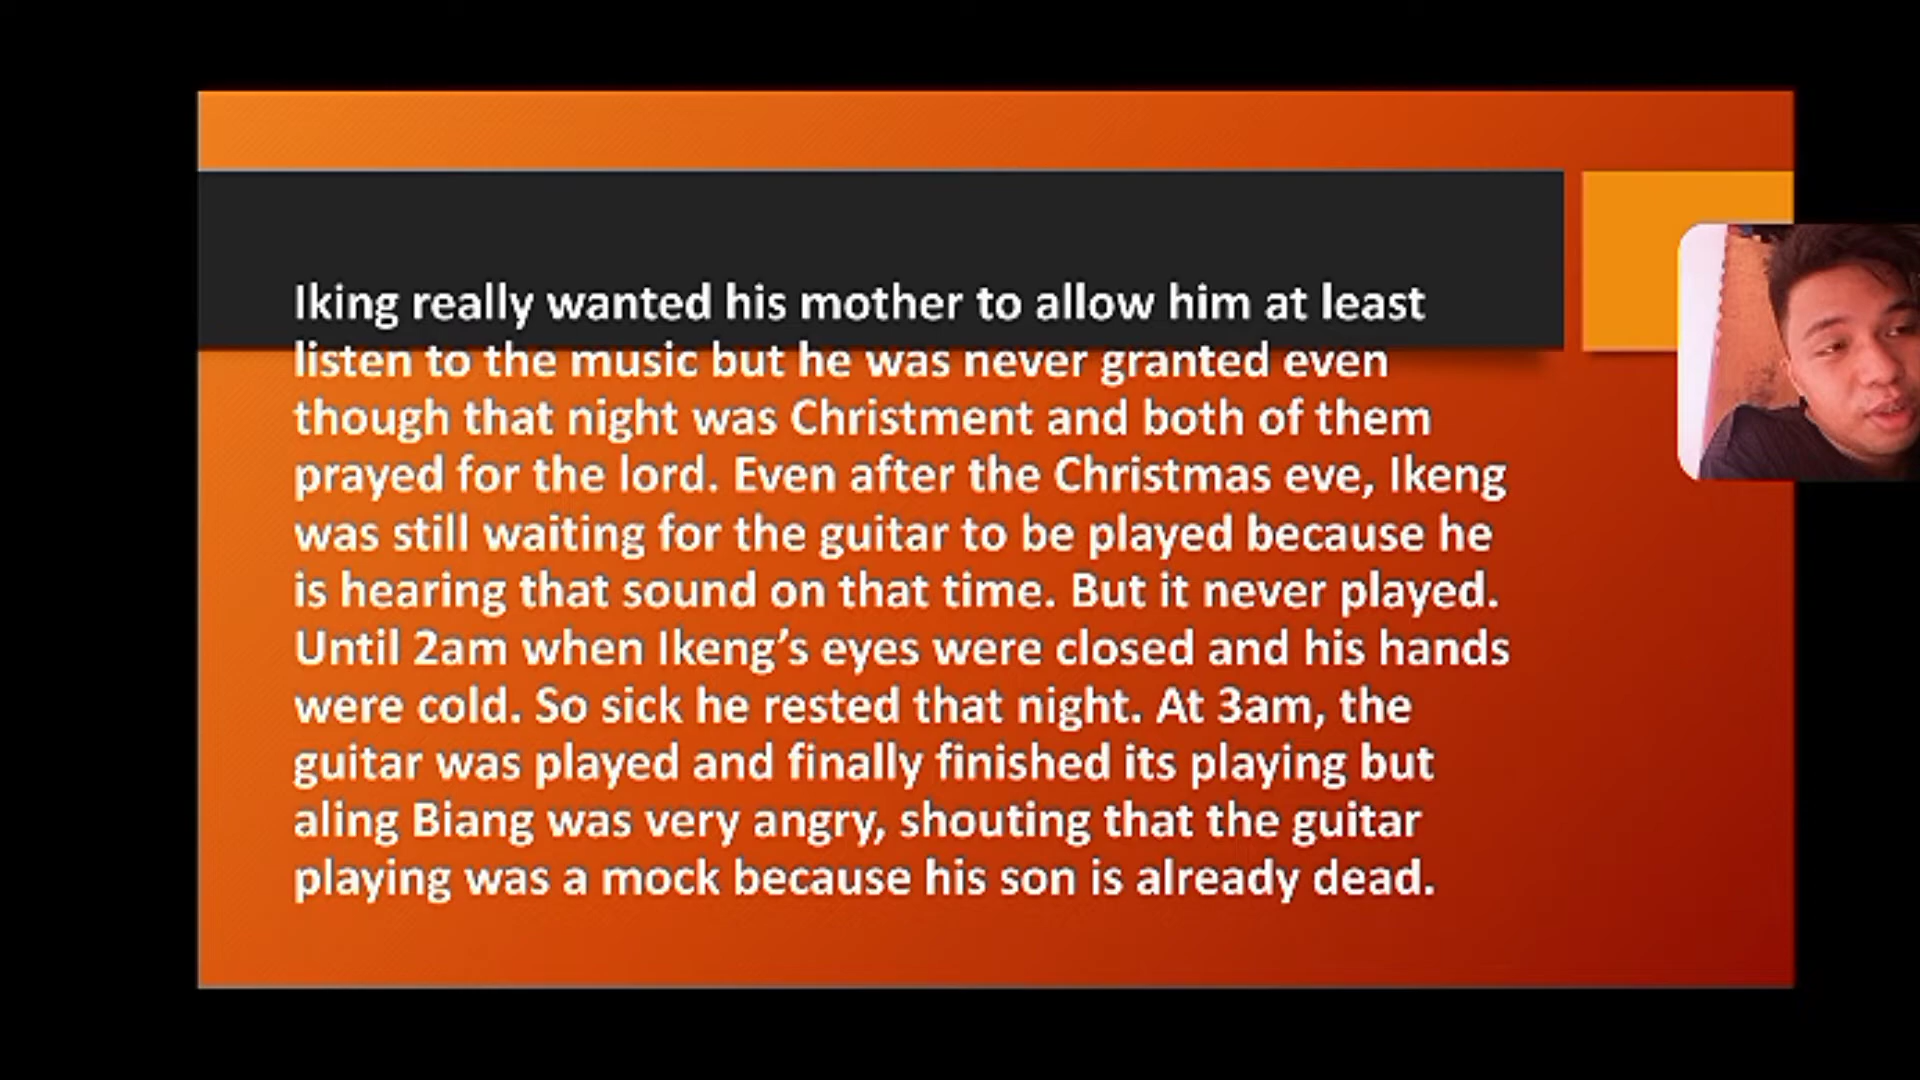 Iking really wanted his mother to allow him at least
listen to the music but he was never granted even
though that night was Christment and both of them
prayed for the lord. Even after the Christmas eve, Ikeng
was still waiting for the guitar to be played because he
is hearing that sound on that time. But it never played.
Until 2am when Ikeng’s eyes were closed and his hands
were cold. So sick he rested that night. At 3am, the
guitar was played and finally finished its playing but
aling Biang was very angry, shouting that the guitar
playing was a mock because his son is already dead.